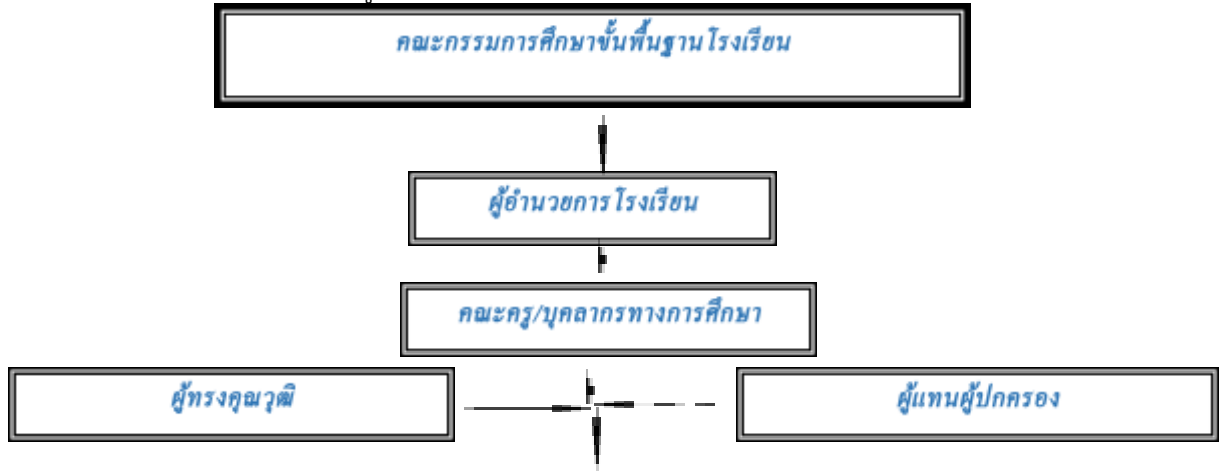 คณะกรรมการศึกษาขั้นพื้นฐานโรงเรียน
ผู้อำนวยการโรงเรียน
คณะครู/บุคลากรทางการศึกษา
ผู้ทรงคุณวุฒิ
ผู้แทนผู้ปกครอง